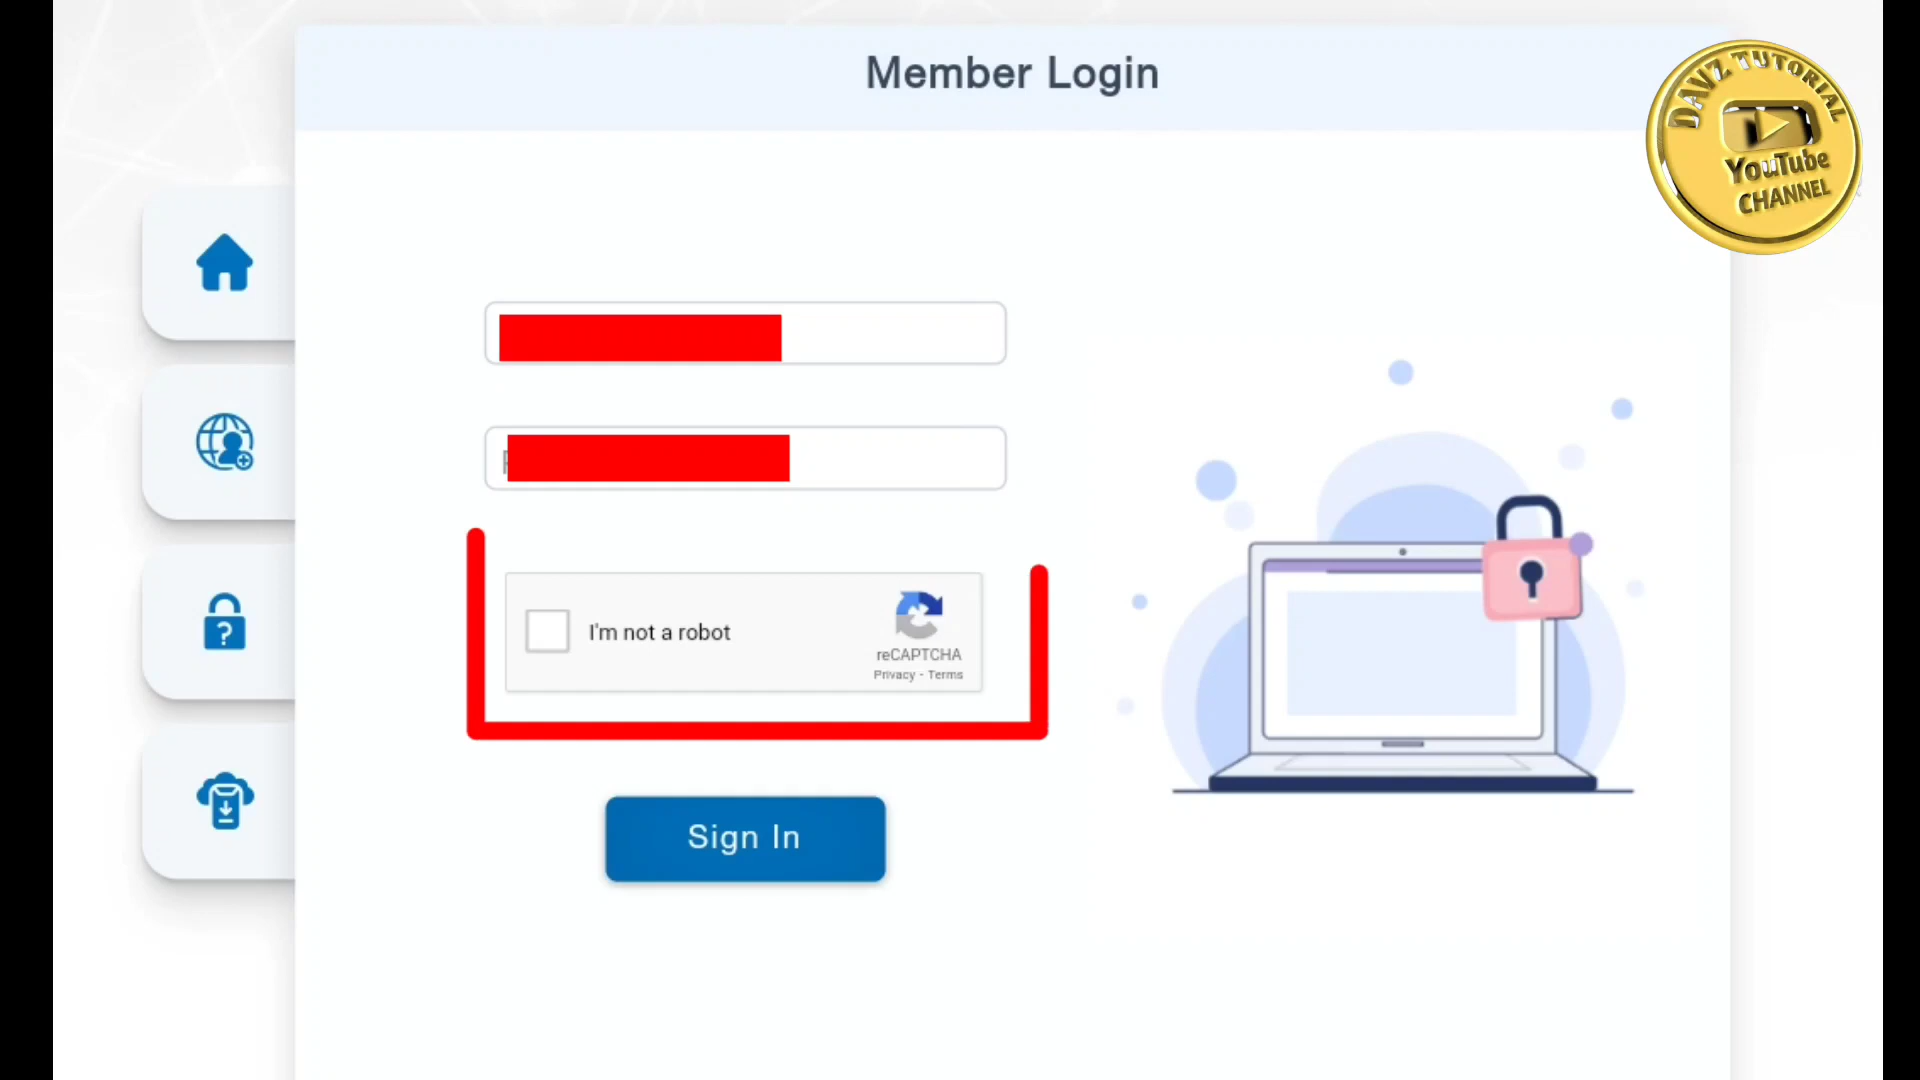 Member Login
DAVZ TUTORIAL
YouTube
CHANNEL
I'm not a robot
reCAPTCHA
Privacy - Terms
Sign In